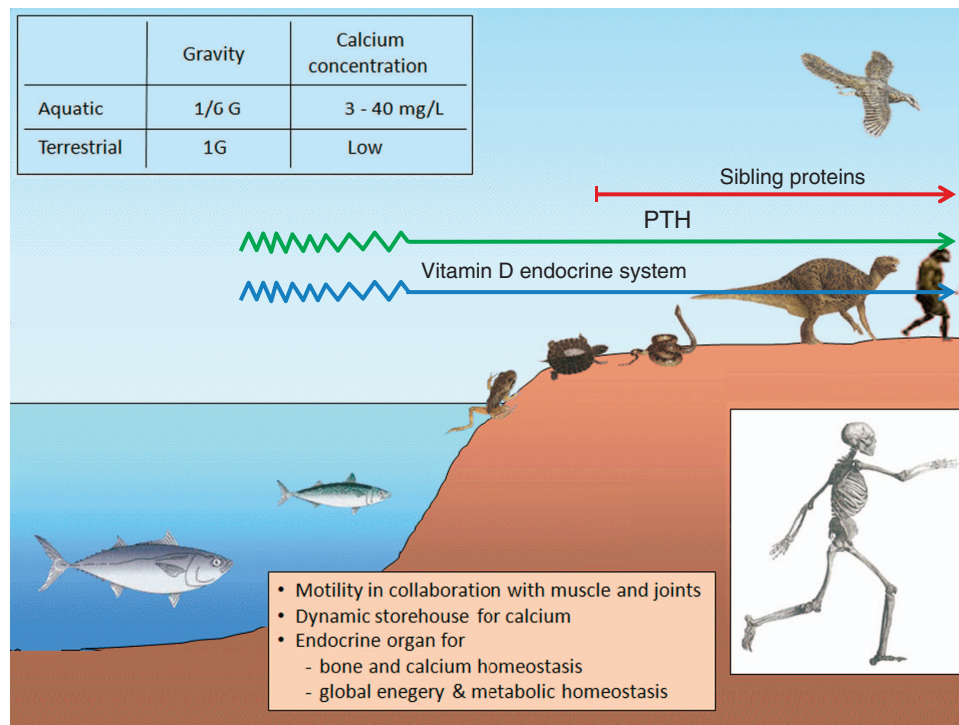 Gravity
Calcium
concentration
Aquatic 1/6 G 3 - 40 mg/L
Terrestrial 1G Low
Sibling proteins
PTH
Vitamin D endocrine system
• Motility in collaboration with muscle and joints
• Dynamic storehouse for calcium
• Endocrine organ for
- bone and calcium homeostasis
- global enegery & metabolic homeostasis